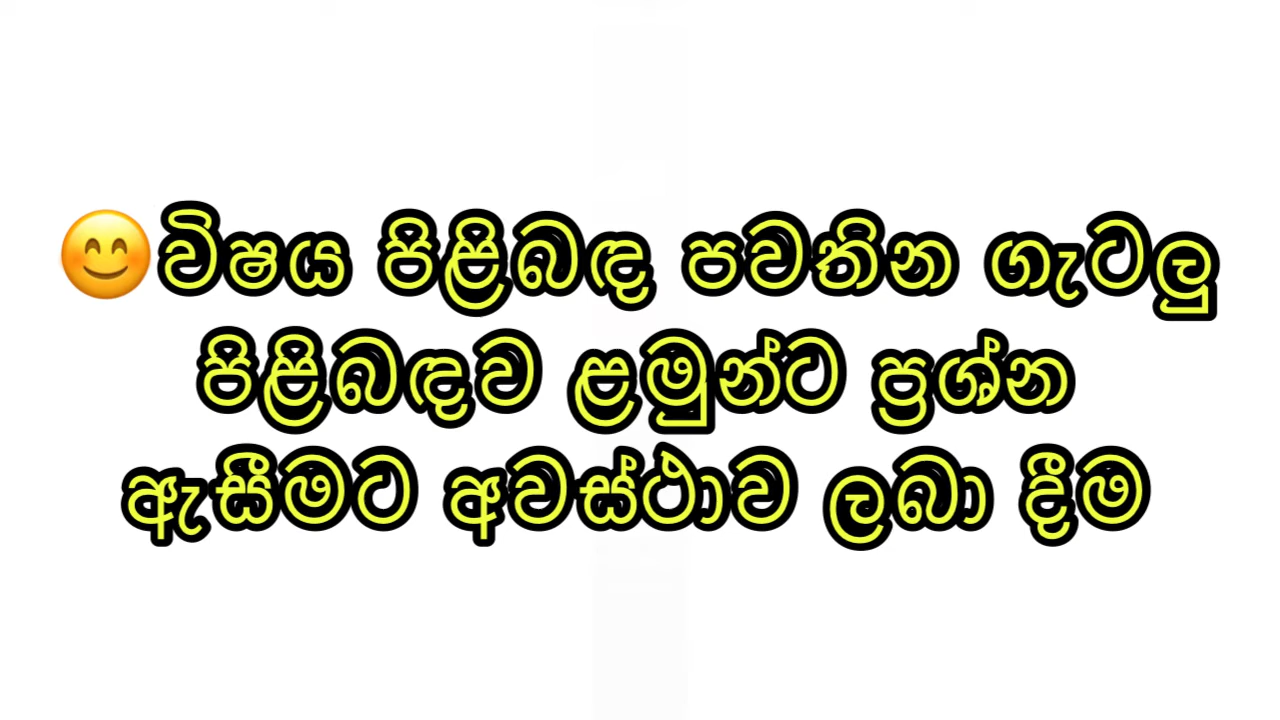 😊විෂය පිළිබඳ පවතින ගැටලු
පිළිබඳව ළමුන්ට ප්‍රශ්න
ඇසීමට අවස්ථාව ලබා දීම